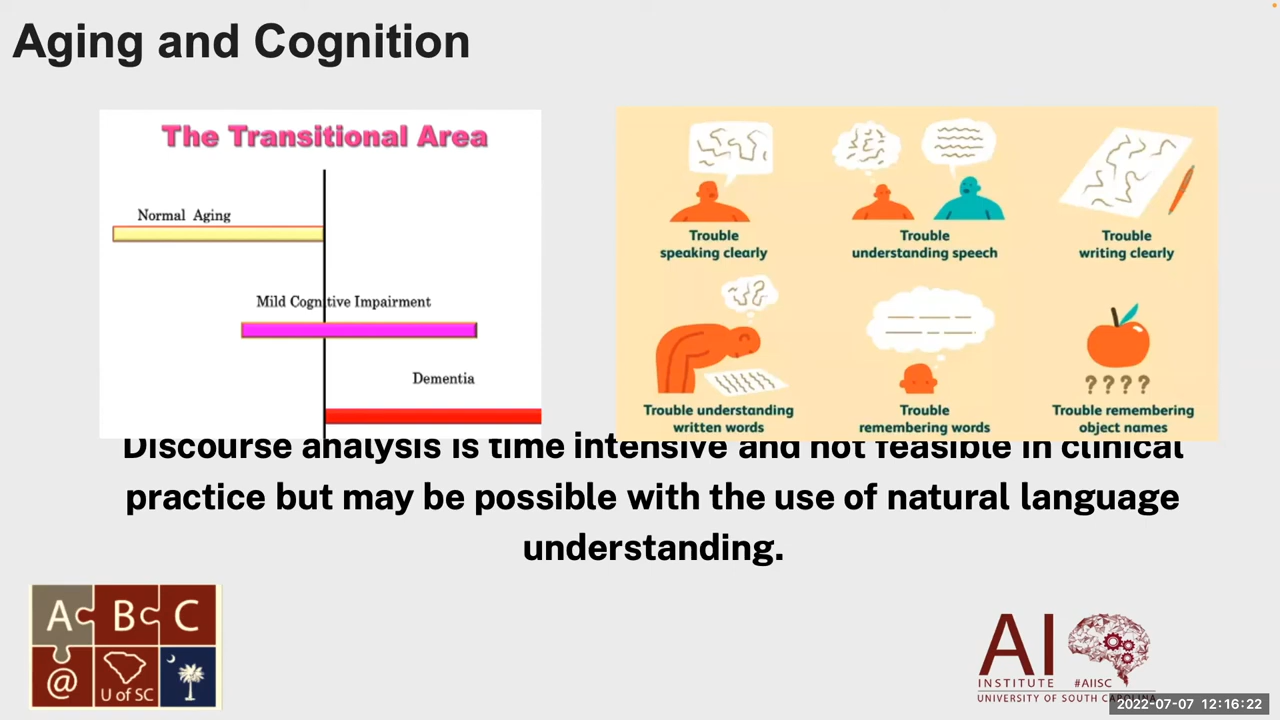 Aging and Cognition
The Transitional Area
Normal Aging
Mild Cognitive Impairment
Dementia
Trouble
speaking clearly
Trouble
understanding speech
Trouble
writing clearly
Trouble understanding
written words
Trouble
remembering words
????
Trouble remembering
object names
Discourse analysis is time intensive and not feasible in clinical
practice but may be possible with the use of natural language
understanding.
A B C
@ U of SC
AI
INSTITUTE #AIISC
UNIVERSITY OF SOUTH CAROLINA
2022-07-07 12:16:22